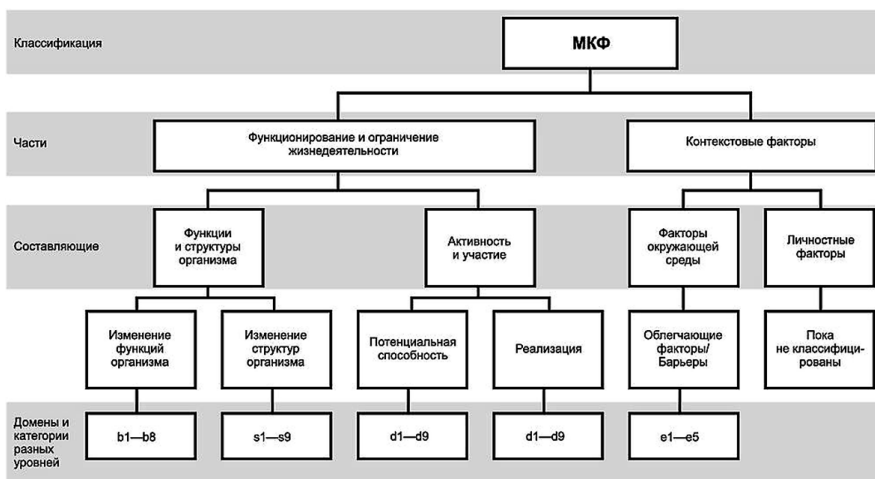 Классификация
МКФ
Части
Функционирование и ограничение
жизнедеятельности
Контекстовые факторы
Составляющие
Функции
и структуры
организма
Активность
и участие
Факторы
окружающей
среды
Личностные
факторы
Изменение
функций
организма
Изменение
структур
организма
Потенциальная
способность
Реализация
Облегчающие
факторы/
Барьеры
Пока
не классифици-
рованы
Домены и
категории
разных
уровней
b1—b8
s1—s9
d1—d9
d1—d9
e1—e5